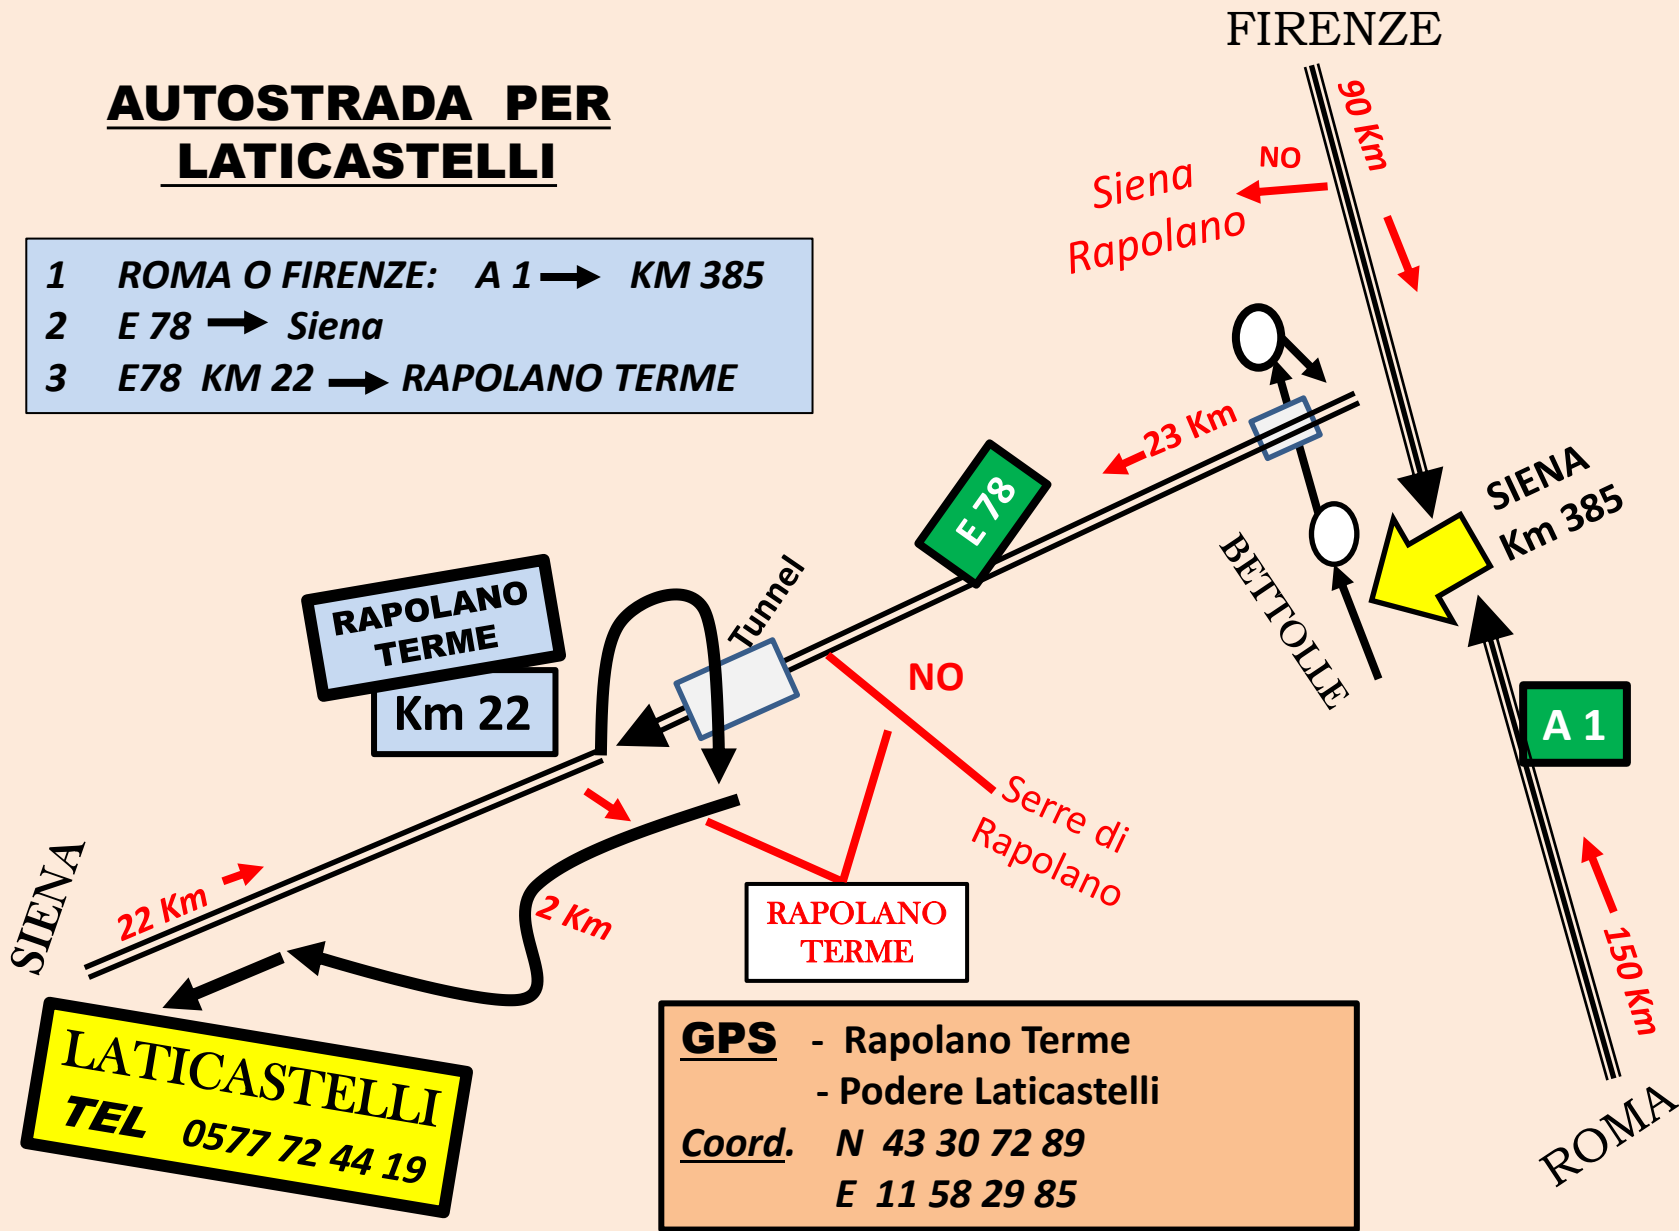 FIRENZE
AUTOSTRADA PER
LATICASTELLI
90 Km
NO
Siena
Rapolano
1 ROMA O FIRENZE: A 1 KM 385
2 E 78 Siena
3 E78 KM 22 RAPOLANO TERME
23 Km
SIENA
Km 385
E 78
BETTOLLE
Tunnel
RAPOLANO
TERME
Km 22
NO
A 1
Serre di
Rapolano
SIENA
22 Km
2 Km
RAPOLANO
TERME
150 Km
ROMA
LATICASTELLI
TEL 0577 72 44 19
GPS - Rapolano Terme
- Podere Laticastelli
Coord. N 43 30 72 89
E 11 58 29 85